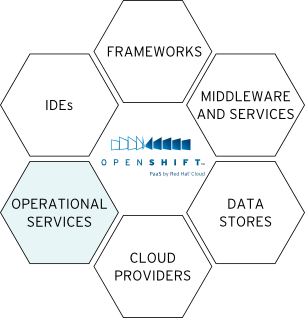 FRAMEWORKS
IDEs
MIDDLEWARE
AND SERVICES
OPENSHIFT™
PaaS by Red Hat® Cloud
OPERATIONAL
SERVICES
DATA
STORES
CLOUD
PROVIDERS